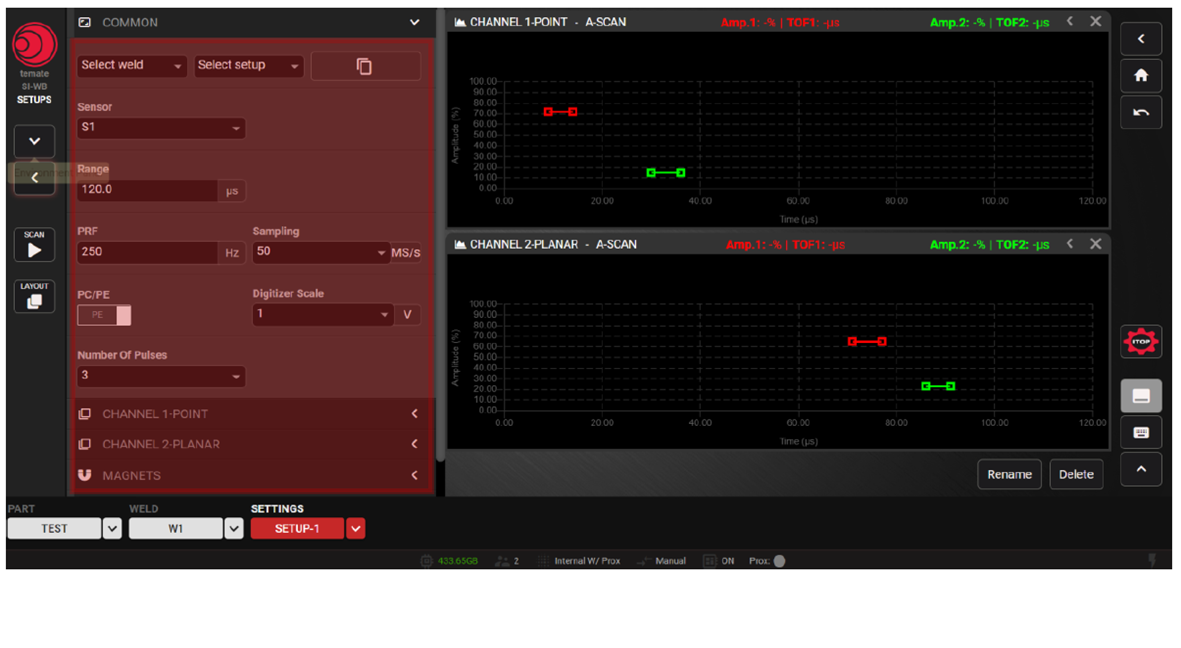 temate
SI-WB
SETUPS
SCAN
LAYOUT
COMMON
Select weld
Select setup
Sensor
S1
Range
120.0
µs
PRF
Sampling
250
Hz
50
MS/s
PC/PE
Digitizer Scale
PE
1
V
Number Of Pulses
3
CHANNEL 1-POINT
CHANNEL 2-PLANAR
MAGNETS
CHANNEL 1-POINT - A-SCAN
Amp.1: -% | TOF1: -µs
Amp.2: -% | TOF2: -µs
100.00
90.00
80.00
70.00
60.00
50.00
40.00
30.00
20.00
10.00
0.00
Amplitude (%)
0.00 20.00 40.00 60.00 80.00 100.00 120.00
Time (µs)
CHANNEL 2-PLANAR - A-SCAN
Amp.1: -% | TOF1: -µs
Amp.2: -% | TOF2: -µs
100.00
90.00
80.00
70.00
60.00
50.00
40.00
30.00
20.00
10.00
0.00
Amplitude (%)
0.00 20.00 40.00 60.00 80.00 100.00 120.00
Time (µs)
STOP
Rename
Delete
PART
WELD
SETTINGS
TEST
W1
SETUP-1
433.65GB
2
Internal W/ Prox
Manual
ON
Prox: